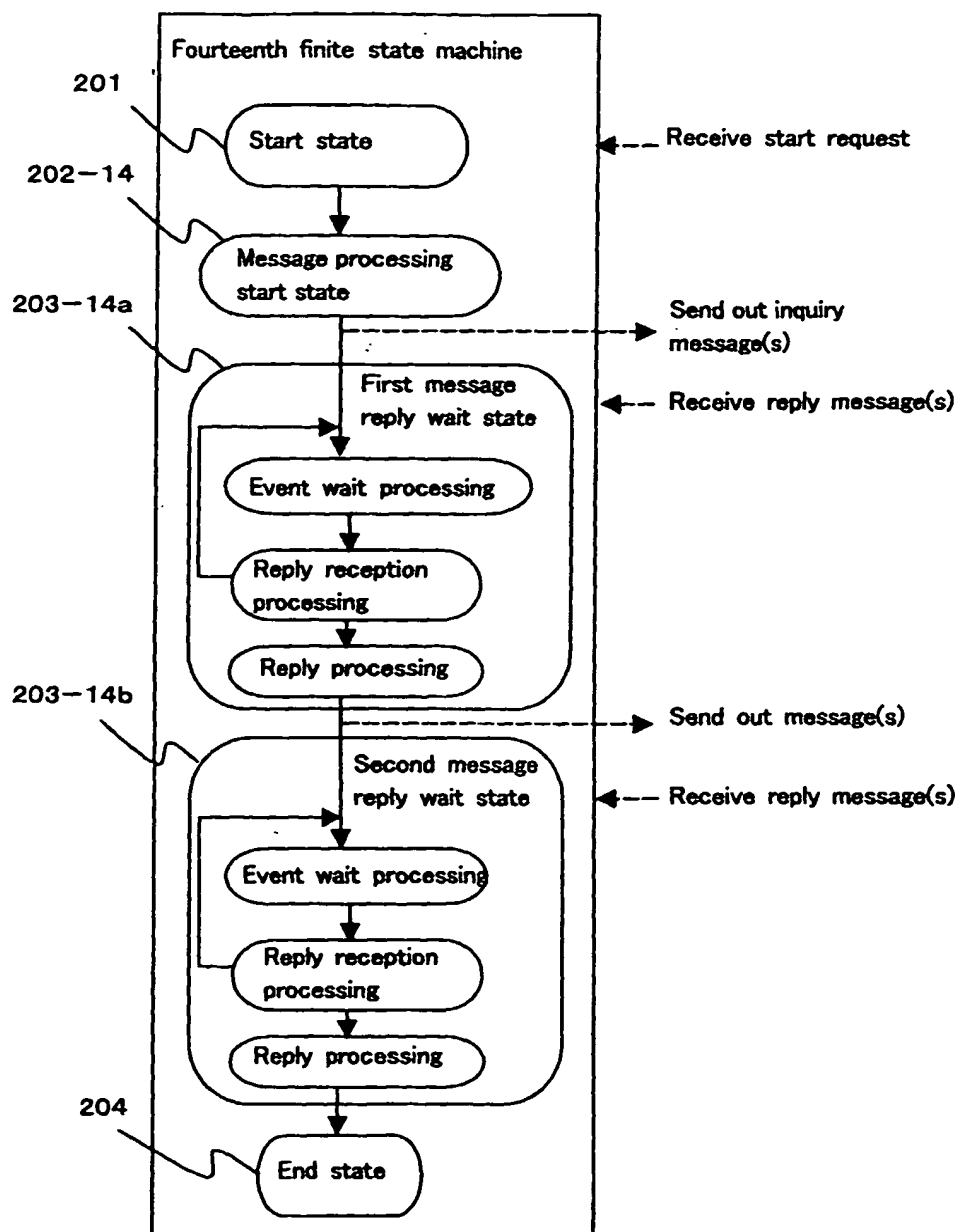 Fourteenth finite state machine
201
Start state
Receive start request
202-14
Message processing
start state
203-14a
Send out inquiry
message(s)
First message
reply wait state
Receive reply message(s)
Event wait processing
Reply reception
processing
Reply processing
203-14b
Send out message(s)
Second message
reply wait state
Receive reply message(s)
Event wait processing
Reply reception
processing
Reply processing
204
End state